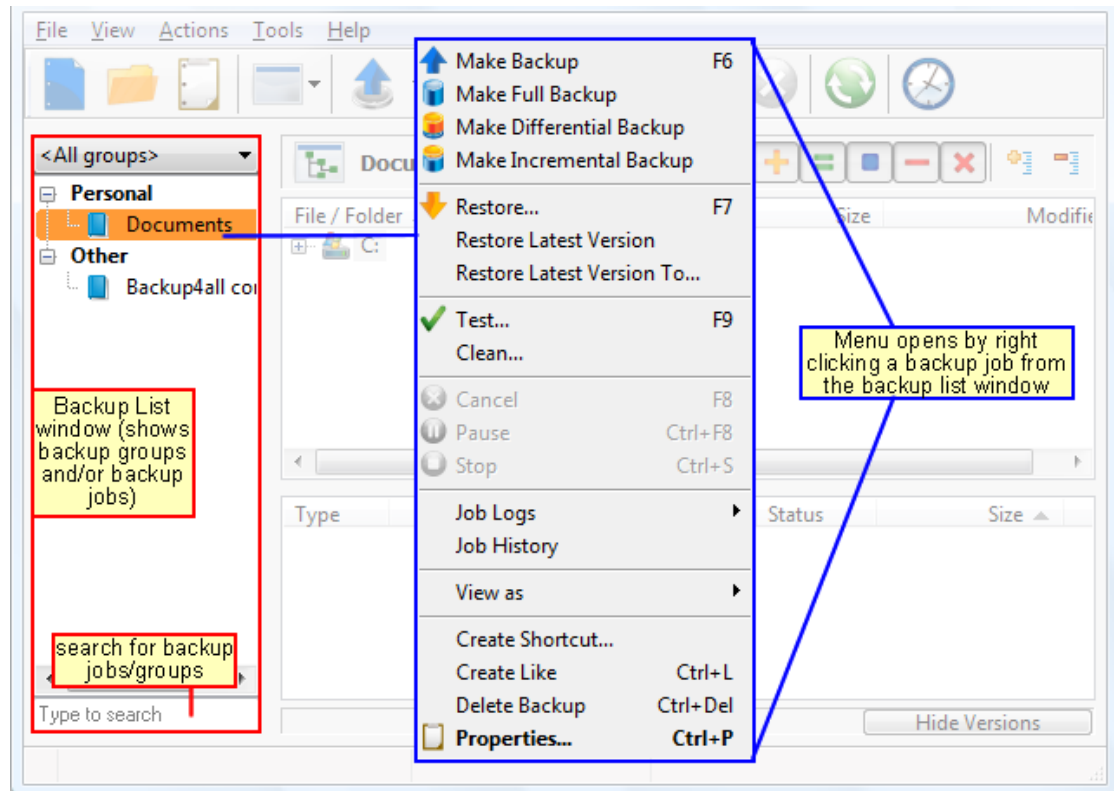 File View Actions Tools Help
<All groups>
Personal
Documents
Other
Backup4all
Backup List
window (shows
backup groups
and/or backup
jobs)
search for backup
jobs/groups
Type to search
File / Folder
Size
C:
Type
Status
Size
Hide Versions
Make Backup F6
Make Full Backup
Make Differential Backup
Make Incremental Backup
Restore... F7
Restore Latest Version
Restore Latest Version To...
Test... F9
Clean...
Cancel F8
Pause Ctrl+F8
Stop Ctrl+S
Job Logs
Job History
View as
Create Shortcut...
Create Like Ctrl+L
Delete Backup Ctrl+Del
Properties... Ctrl+P
Menu opens by right
clicking a backup job from
the backup list window